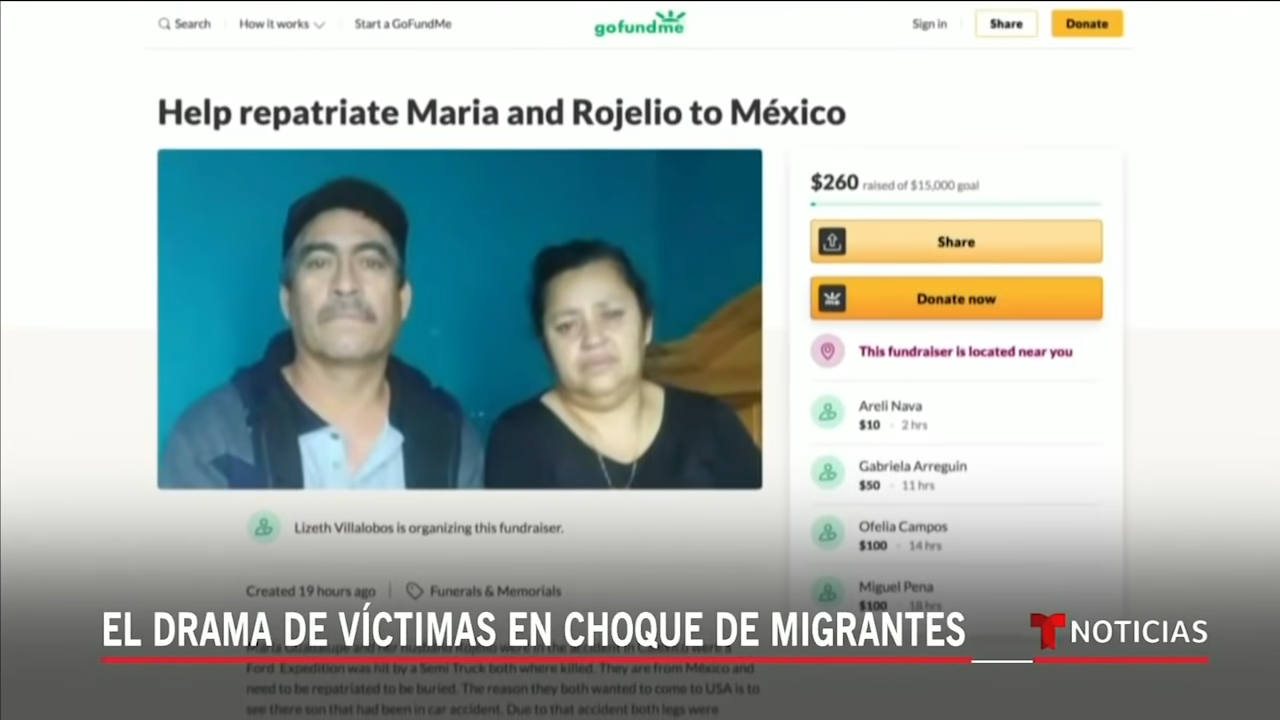 Search How it works Start a GoFundMe gofundme Sign in Share Donate
Help repatriate Maria and Rojelio to México
$260 raised of $15,000 goal
Share
me Donate now
This fundraiser is located near you
Areli Nava
$10 · 2 hrs
Gabriela Arreguin
$50 · 11 hrs
Ofelia Campos
$100 · 14 hrs
Miguel Pena
$100 · 18 hrs
Lizeth Villalobos is organizing this fundraiser.
Created 19 hours ago Funerals & Memorials
EL DRAMA DE VÍCTIMAS EN CHOQUE DE MIGRANTES
T NOTICIAS
Ford Expedition was hit by a Semi Truck both where killed. They are from México and
need to be repatriated to be buried. The reason they both wanted to come to USA is to
see there son that had been in car accident. Due to that accident both legs were